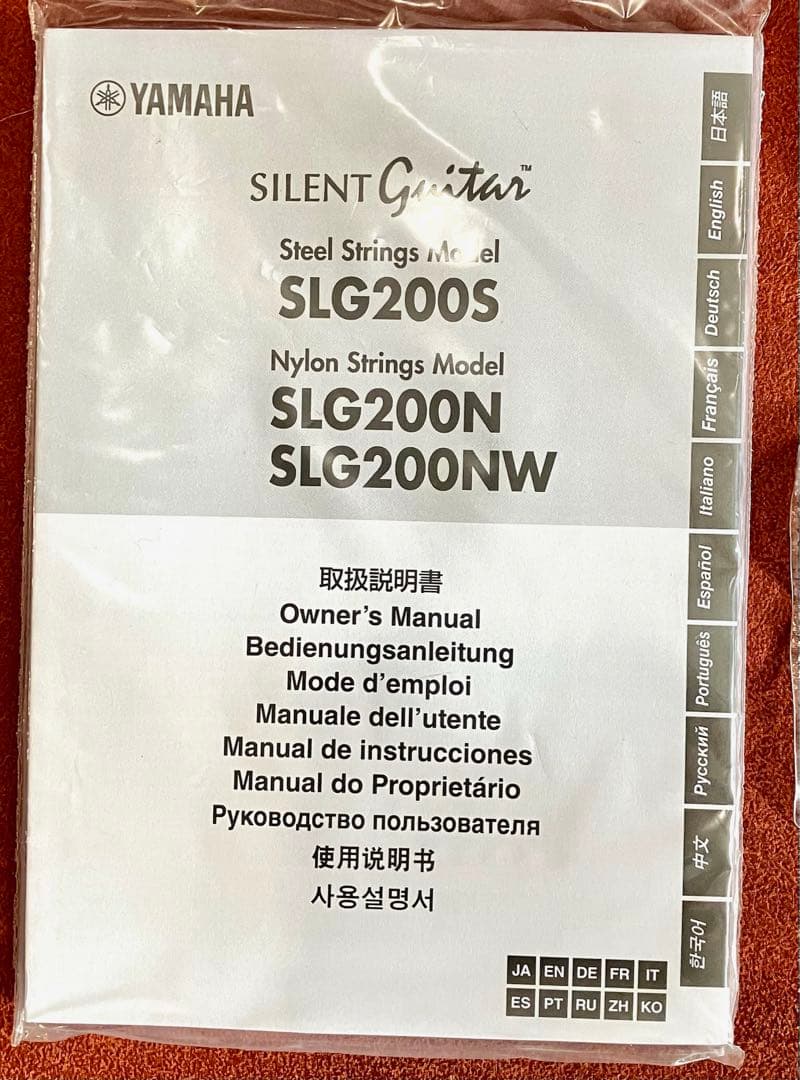 YAMAHA
SILENT Guitar™
Steel Strings Model
SLG200S
Nylon Strings Model
SLG200N
SLG200NW
取扱説明書
Owner's Manual
Bedienungsanleitung
Mode d'emploi
Manuale dell'utente
Manual de instrucciones
Manual do Proprietário
Руководство пользователя
使用说明书
사용설명서
日本語
English
Deutsch
Français
Italiano
Español
Português
Русский
中文
한국어
JA EN DE FR IT
ES PT RU ZH KO